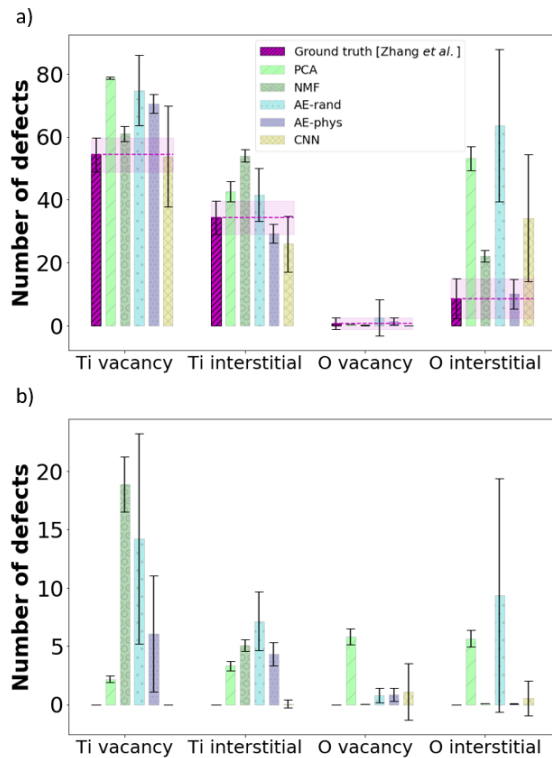 a)
Ground truth [Zhang et al.]
PCA
NMF
AE-rand
AE-phys
CNN
Number of defects
80
60
40
20
0
Ti vacancy Ti interstitial O vacancy O interstitial
b)
Number of defects
20
15
10
5
0
Ti vacancy Ti interstitial O vacancy O interstitial